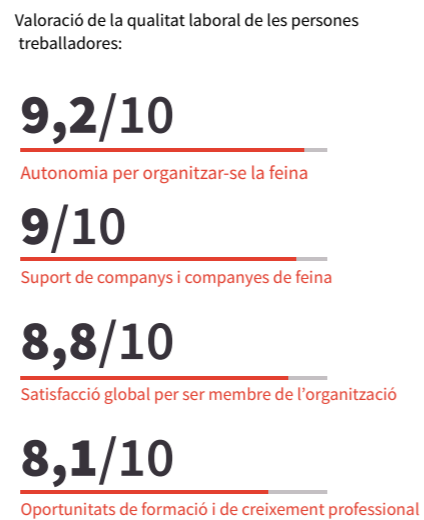 Valoració de la qualitat laboral de les persones
treballadores:
9,2/10
Autonomia per organitzar-se la feina
9/10
Suport de companys i companyes de feina
8,8/10
Satisfacció global per ser membre de l’organització
8,1/10
Oportunitats de formació i de creixement professional